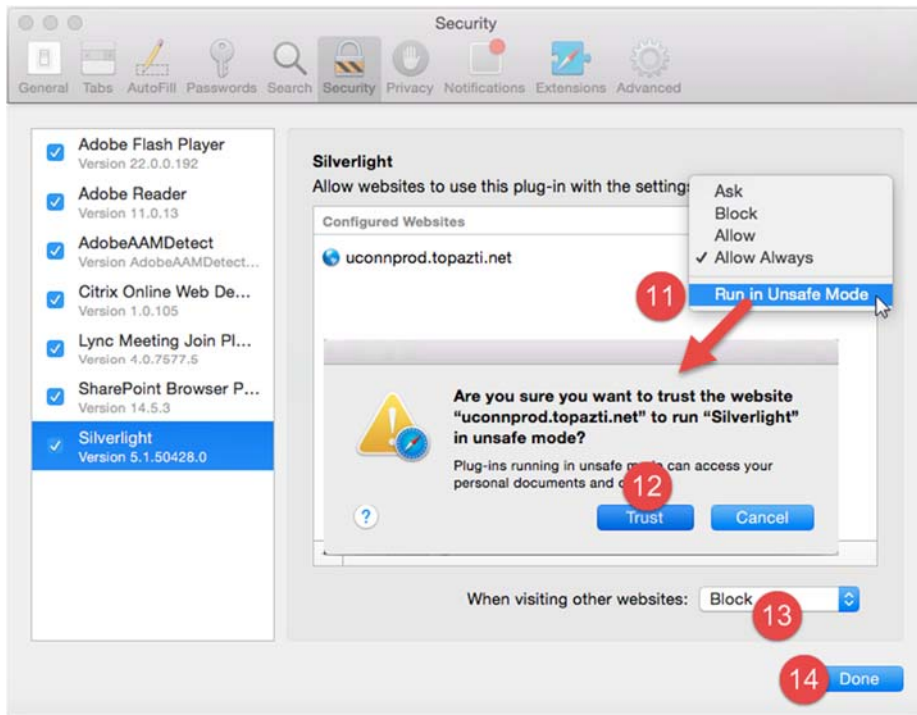 Security
General Tabs AutoFill Passwords Search Security Privacy Notifications Extensions Advanced
Adobe Flash Player
Version 22.0.0.192
Adobe Reader
Version 11.0.13
AdobeAAMDetect
Version AdobeAAMDetect...
Citrix Online Web De...
Version 1.0.105
Lync Meeting Join Pl...
Version 4.0.7577.5
SharePoint Browser P...
Version 14.5.3
Silverlight
Version 5.1.50428.0
Silverlight
Allow websites to use this plug-in with the
Configured Websites
uconnprod.topazti.net
Ask
Block
Allow
✓ Allow Always
11
Run in Unsafe Mode
Are you sure you want to trust the website
"uconnprod.topazti.net" to run "Silverlight"
in unsafe mode?
Plug-ins running in unsafe can access your
personal documents and
12
?
Trust
Cancel
When visiting other websites:
Block
13
14
Done